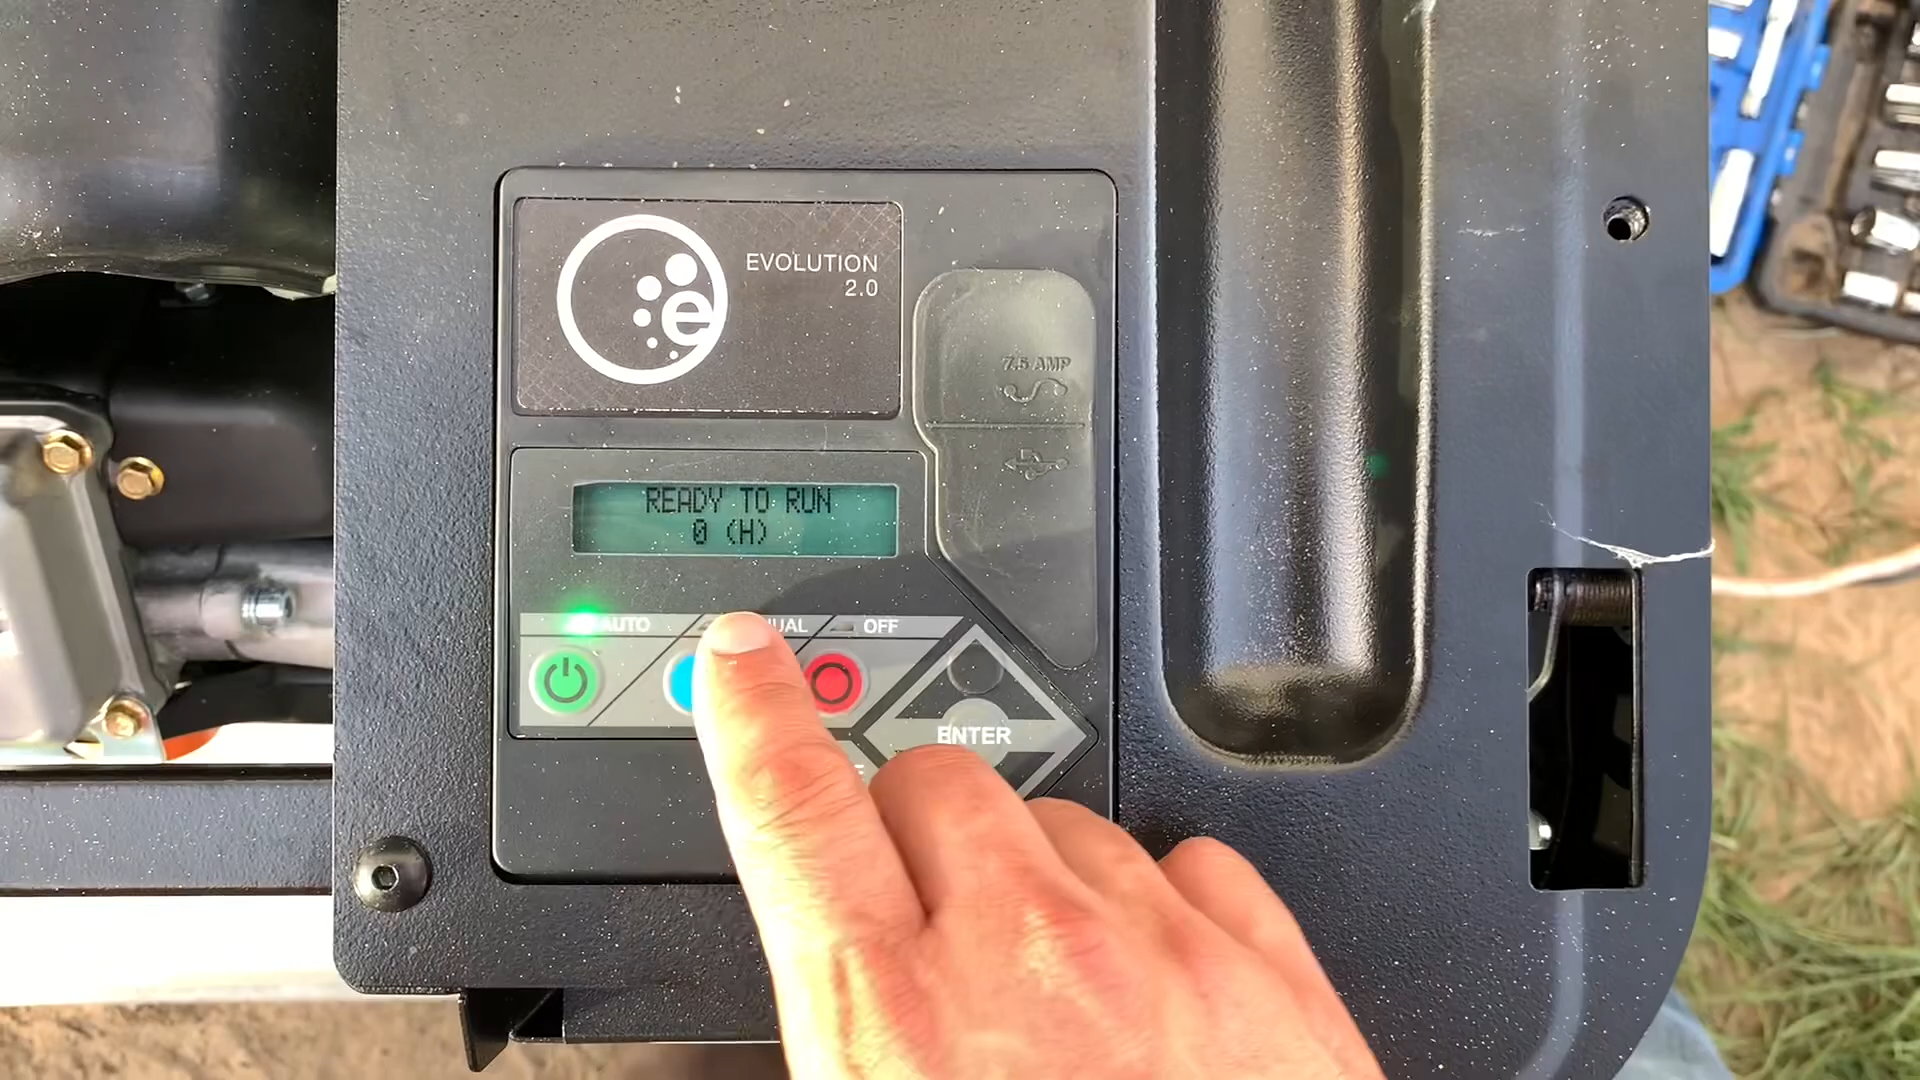 EVOLUTION
2.0
e
7.5 AMP
READY TO RUN
0 (H)
AUTO
OFF
ENTER